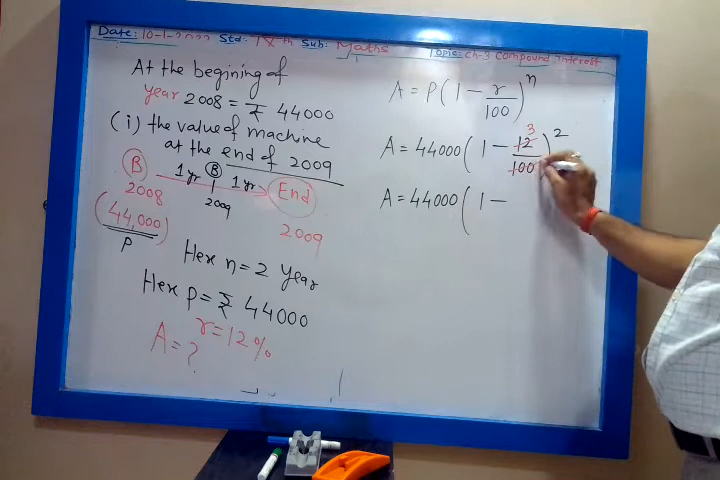 Date: 10-1-2022 Std: IX th Sub: Maths Topic: Ch-3 Compound Interest
At the begining of
year 2008 = ₹ 44000
(i) the value of machine
at the end of 2009
B 1 yr B 1 yr End
2008 2009 2009
(44,000)
P
Here n = 2 year
Here P = ₹ 44000
r = 12 %
A = ?
A = P ( 1 - r/100 )^n
A = 44000 ( 1 - 12/100 )^2
3
A = 44000 ( 1 -